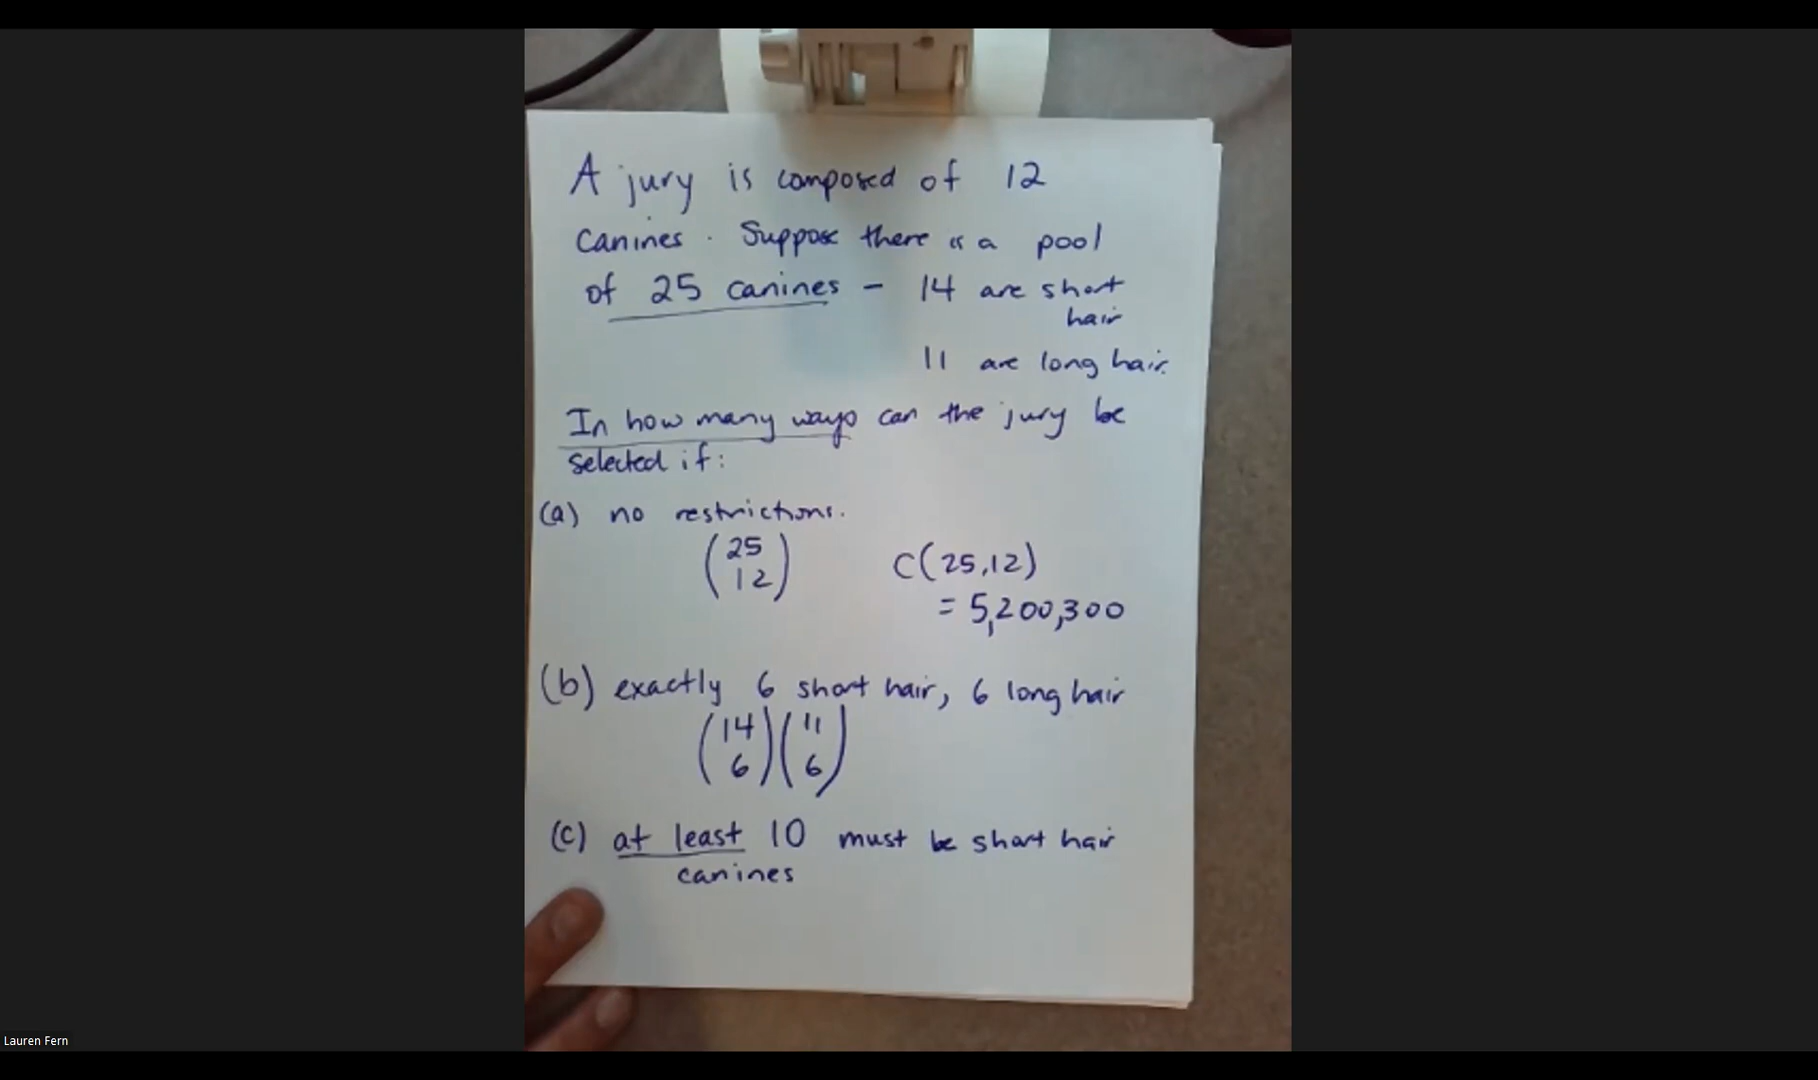 A jury is composed of 12
canines. Suppose there is a pool
of 25 canines - 14 are short
hair
11 are long hair.
In how many ways can the jury be
selected if:
(a) no restrictions.
(25
12) C(25,12)
= 5,200,300
(b) exactly 6 short hair, 6 long hair
(14
6)(11
6)
(c) at least 10 must be short hair
canines
Lauren Fern